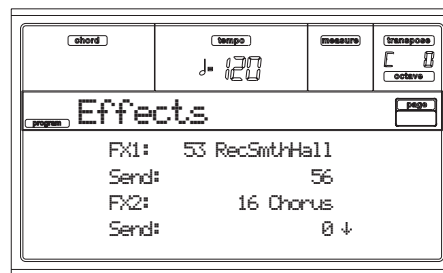 chord tempo measure transpose
♩= 120 C 0
octave
program Effects page
FX1: 53 RecSmthHall
Send: 56
FX2: 16 Chorus
Send: 0 ↓